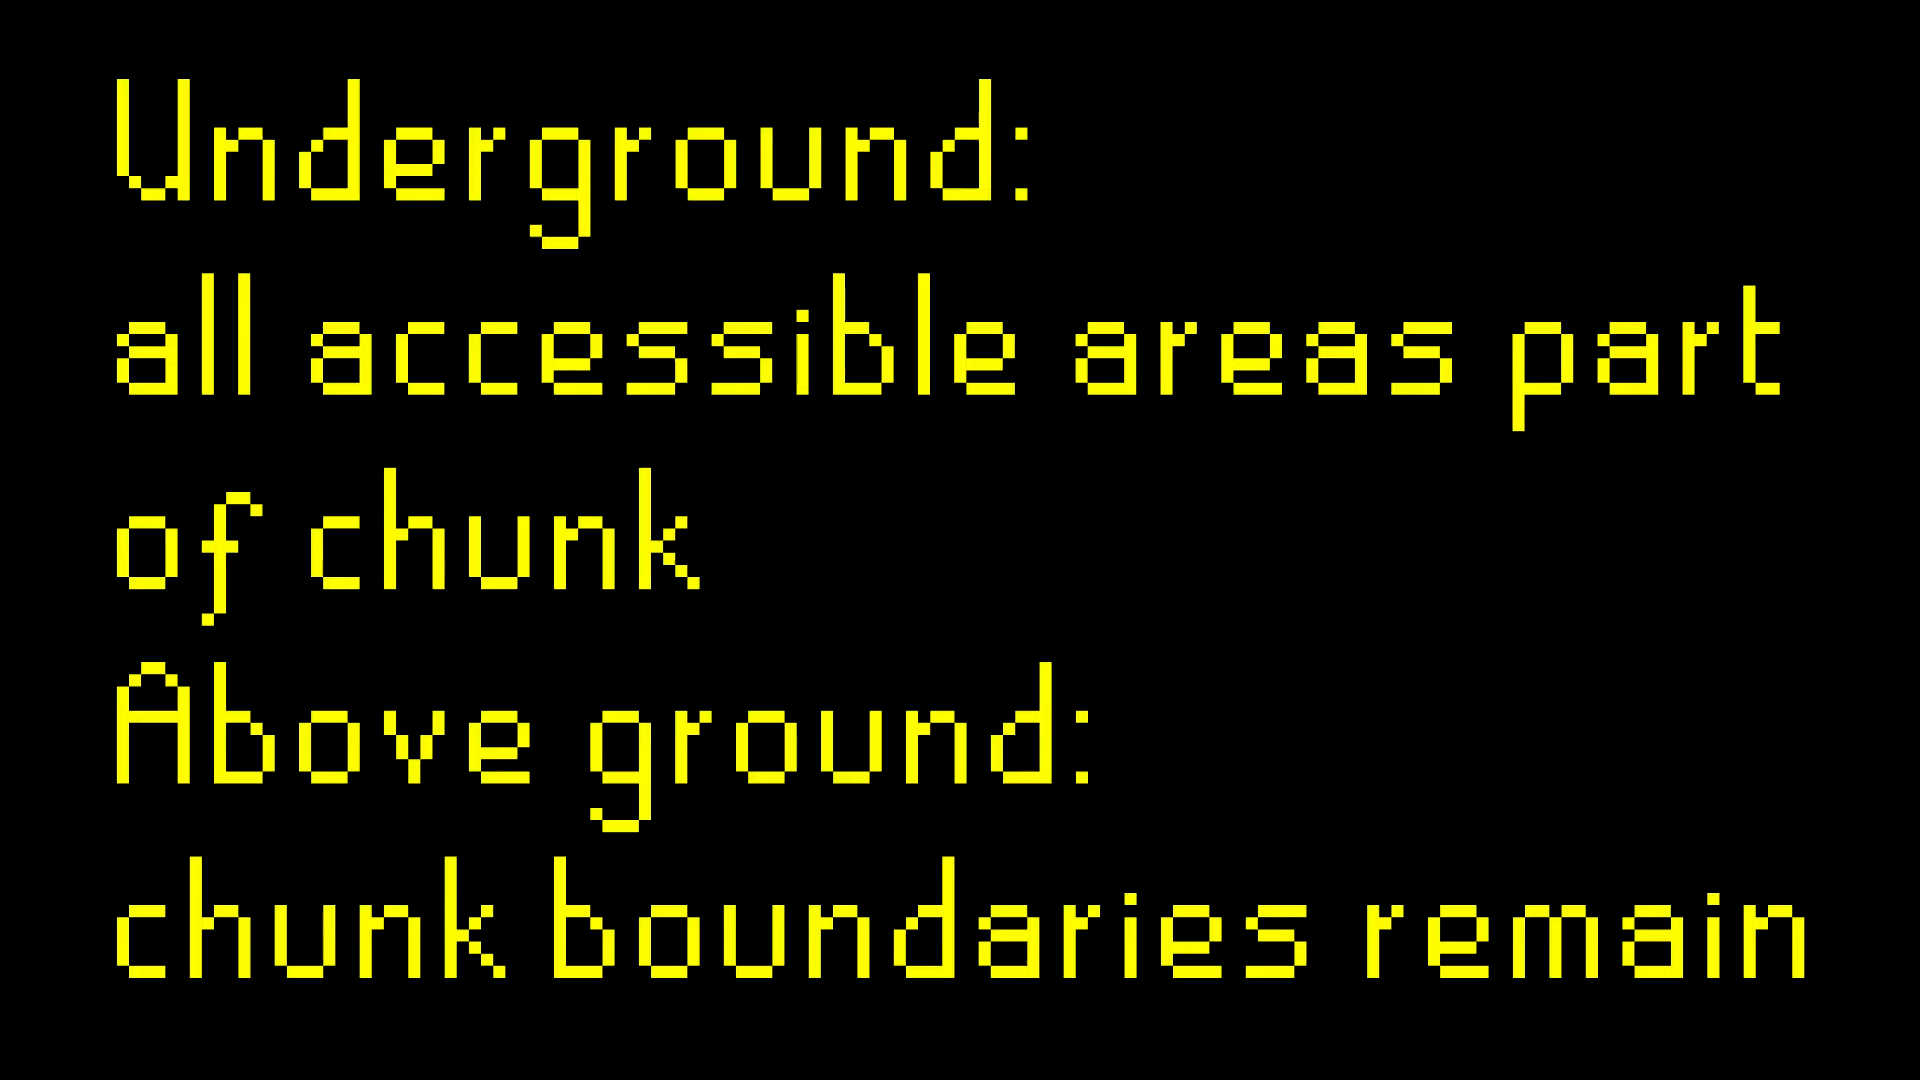 Underground:
all accessible areas part
of chunk
Above ground:
chunk boundaries remain